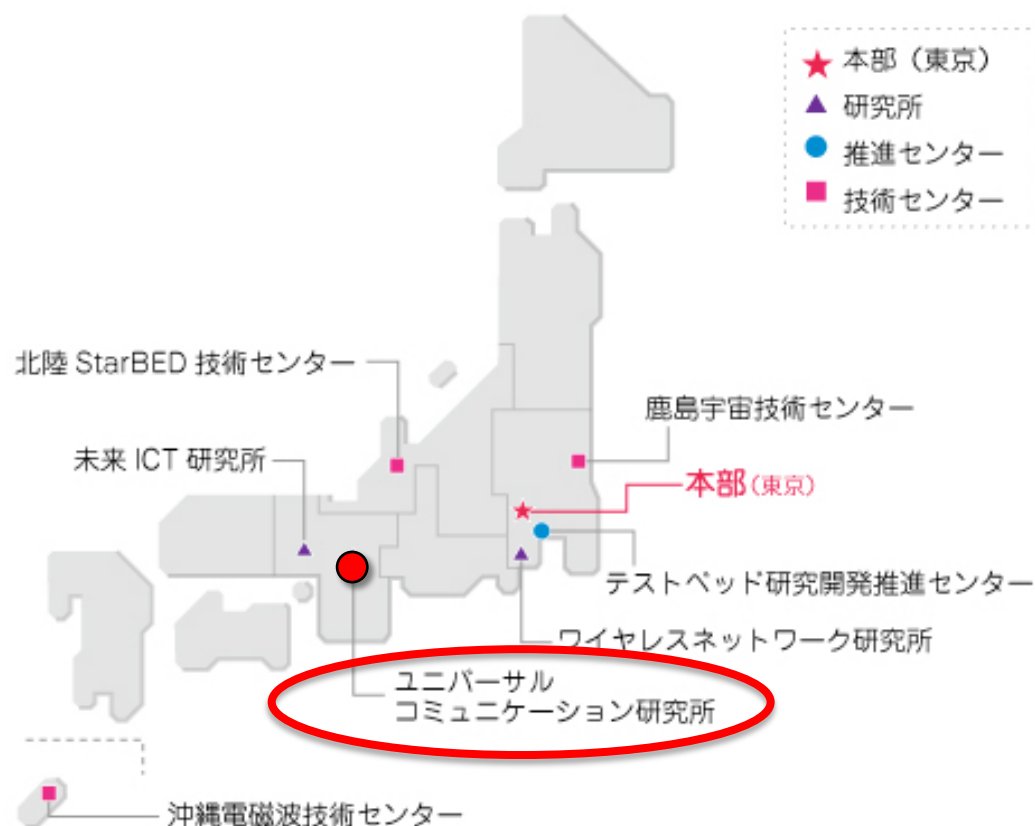 本部（東京）
研究所
推進センター
技術センター
北陸 StarBED 技術センター
鹿島宇宙技術センター
未来 ICT 研究所
本部（東京）
テストベッド研究開発推進センター
ワイヤレスネットワーク研究所
ユニバーサル
コミュニケーション研究所
沖縄電磁波技術センター